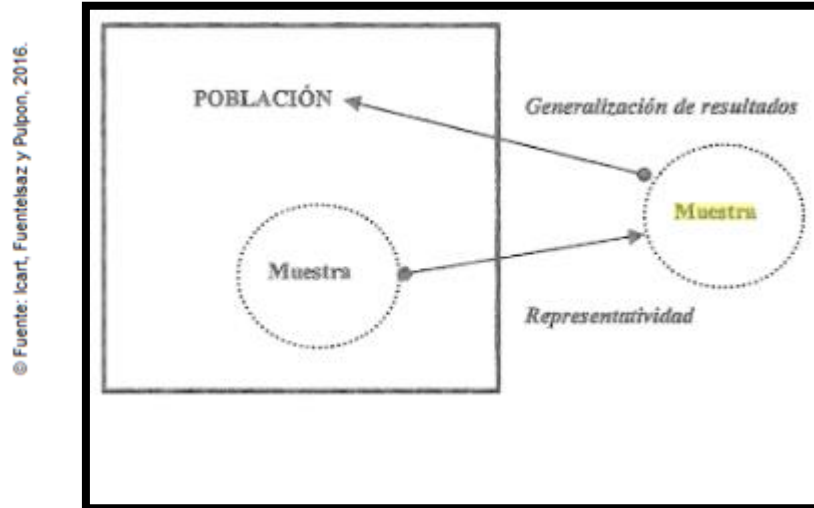 © Fuente: Icart, Fuentelsaz y Pulpon, 2016.
POBLACIÓN
Generalización de resultados
Muestra
Muestra
Representatividad